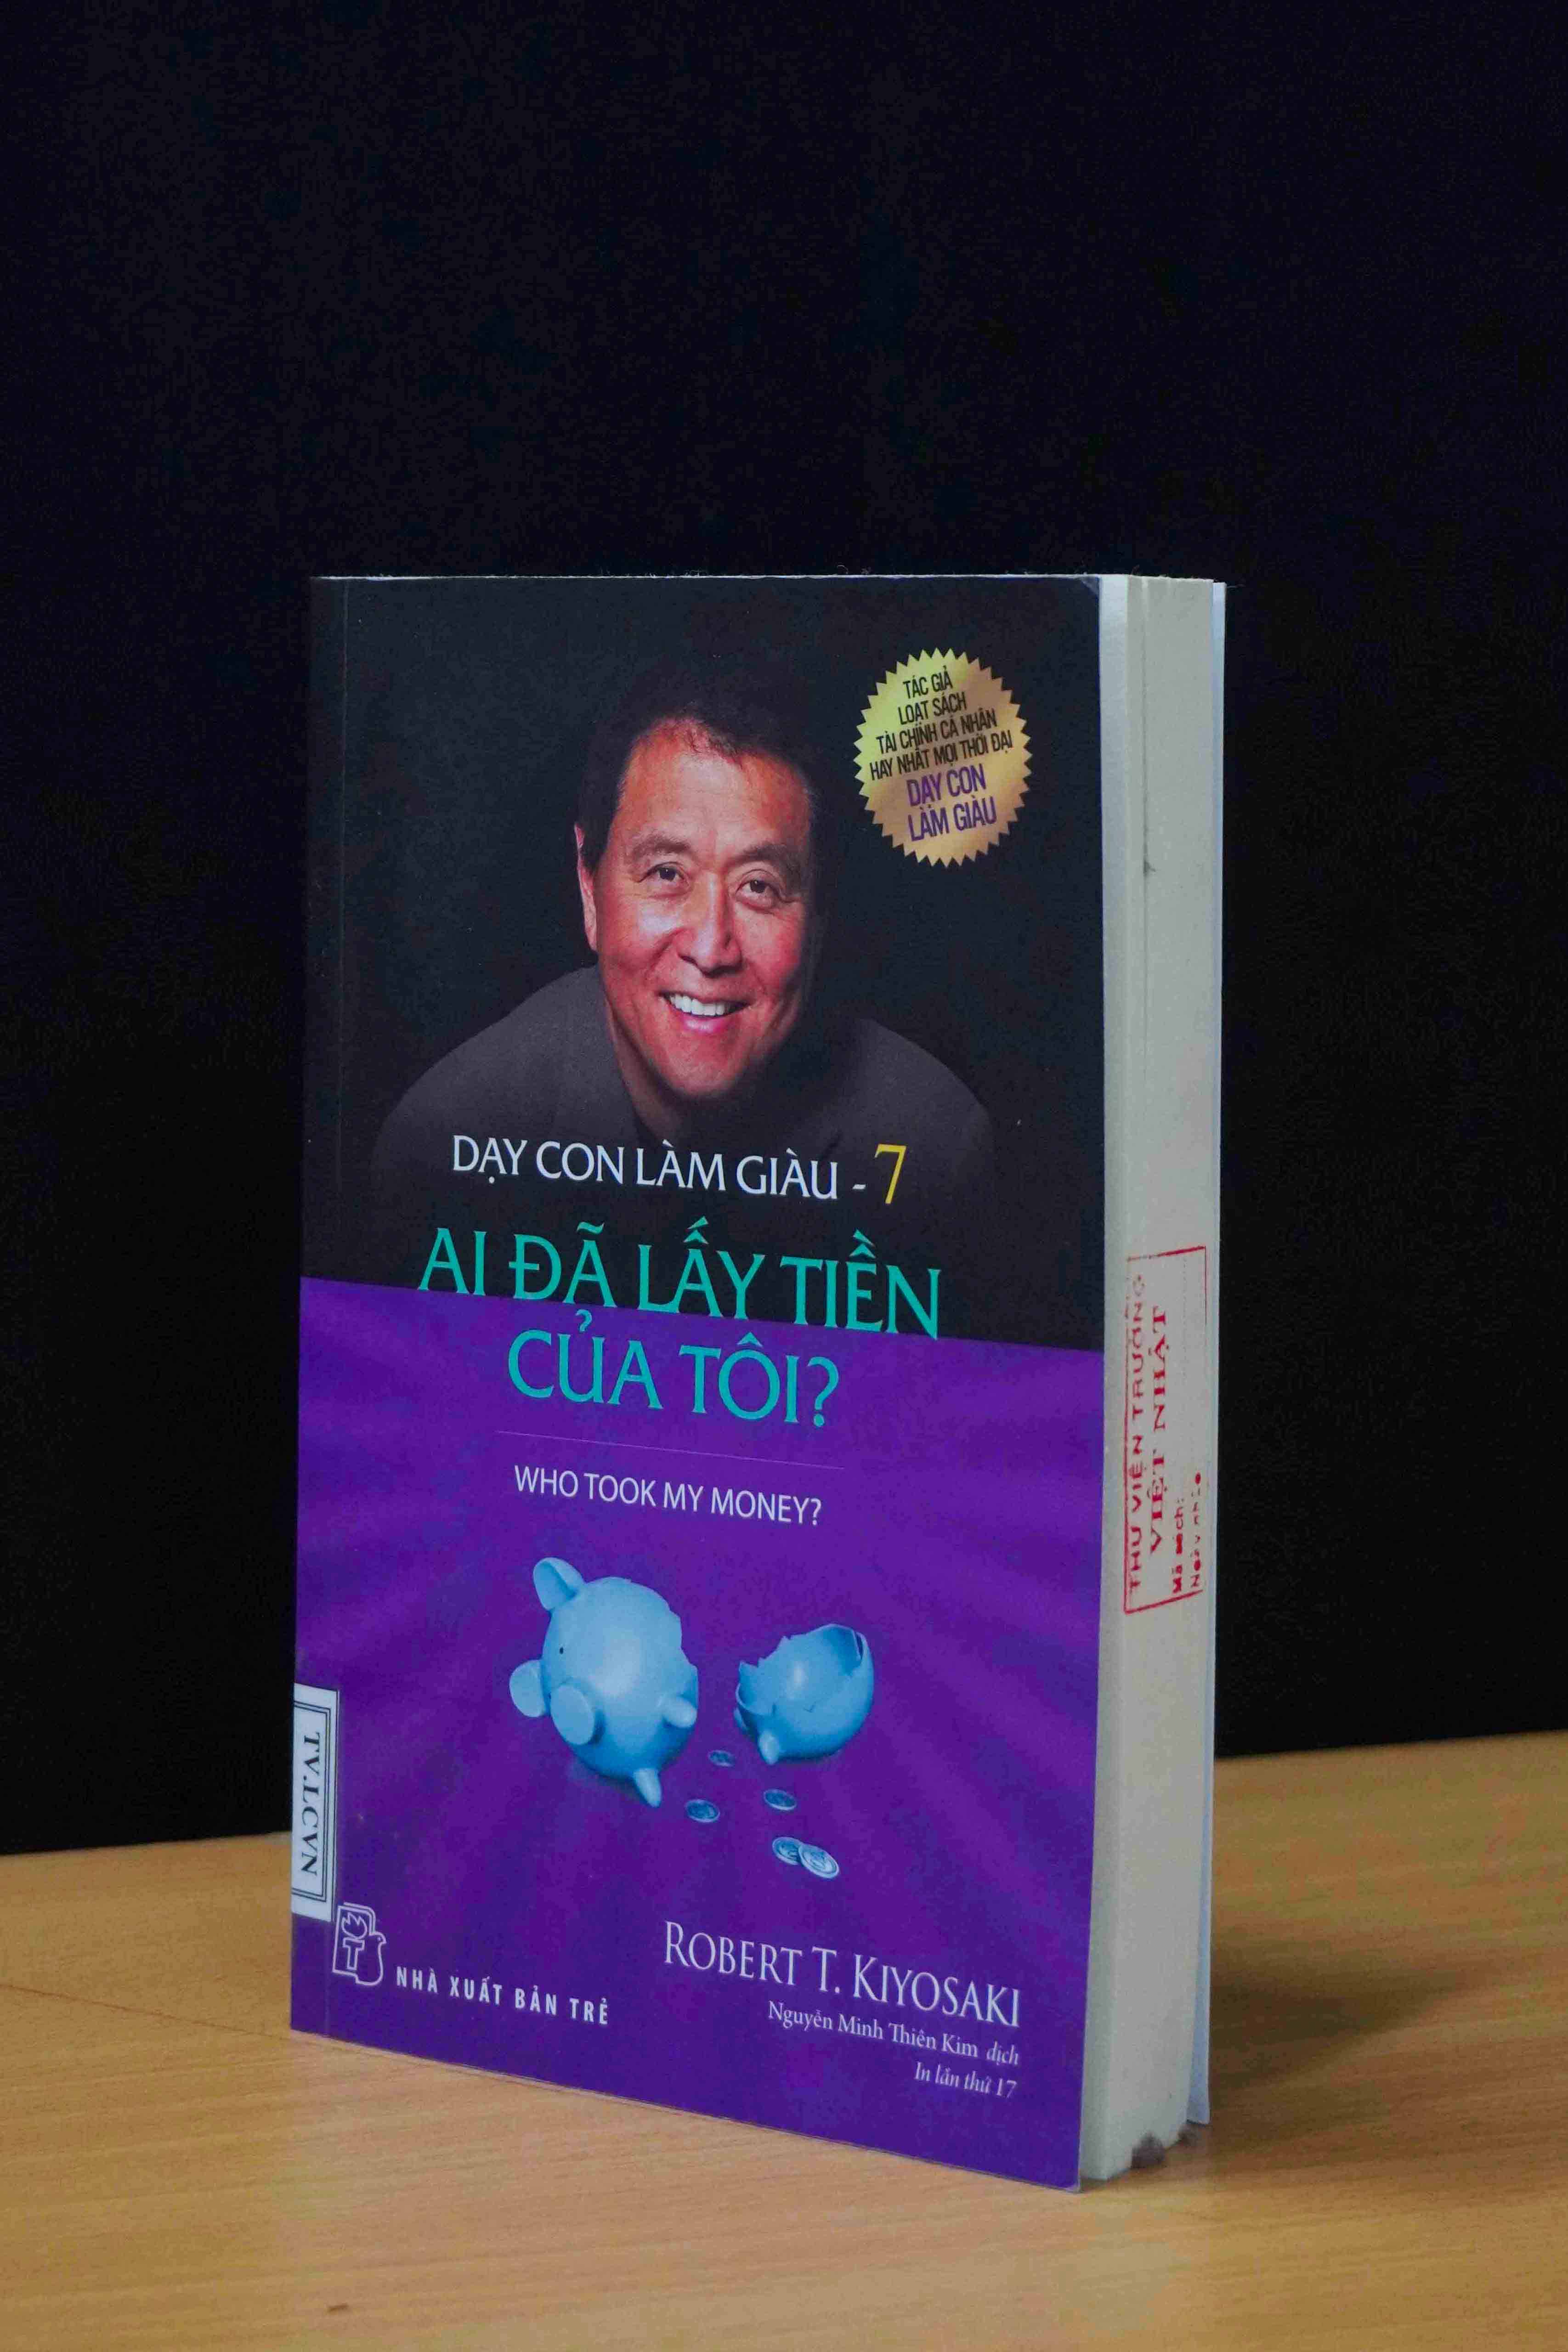 TÁC GIẢ
LOẠT SÁCH
TÀI CHÍNH CÁ NHÂN
HAY NHẤT MỌI THỜI ĐẠI
DẠY CON
LÀM GIÀU
DẠY CON LÀM GIÀU - 7
AI ĐÃ LẤY TIỀN
CỦA TÔI?
WHO TOOK MY MONEY?
TV.LCVN
T
NHÀ XUẤT BẢN TRẺ
ROBERT T. KIYOSAKI
Nguyễn Minh Thiên Kim dịch
In lần thứ 17
THƯ VIỆN TRƯỜNG
VIỆT NHẬT
Mã sách: